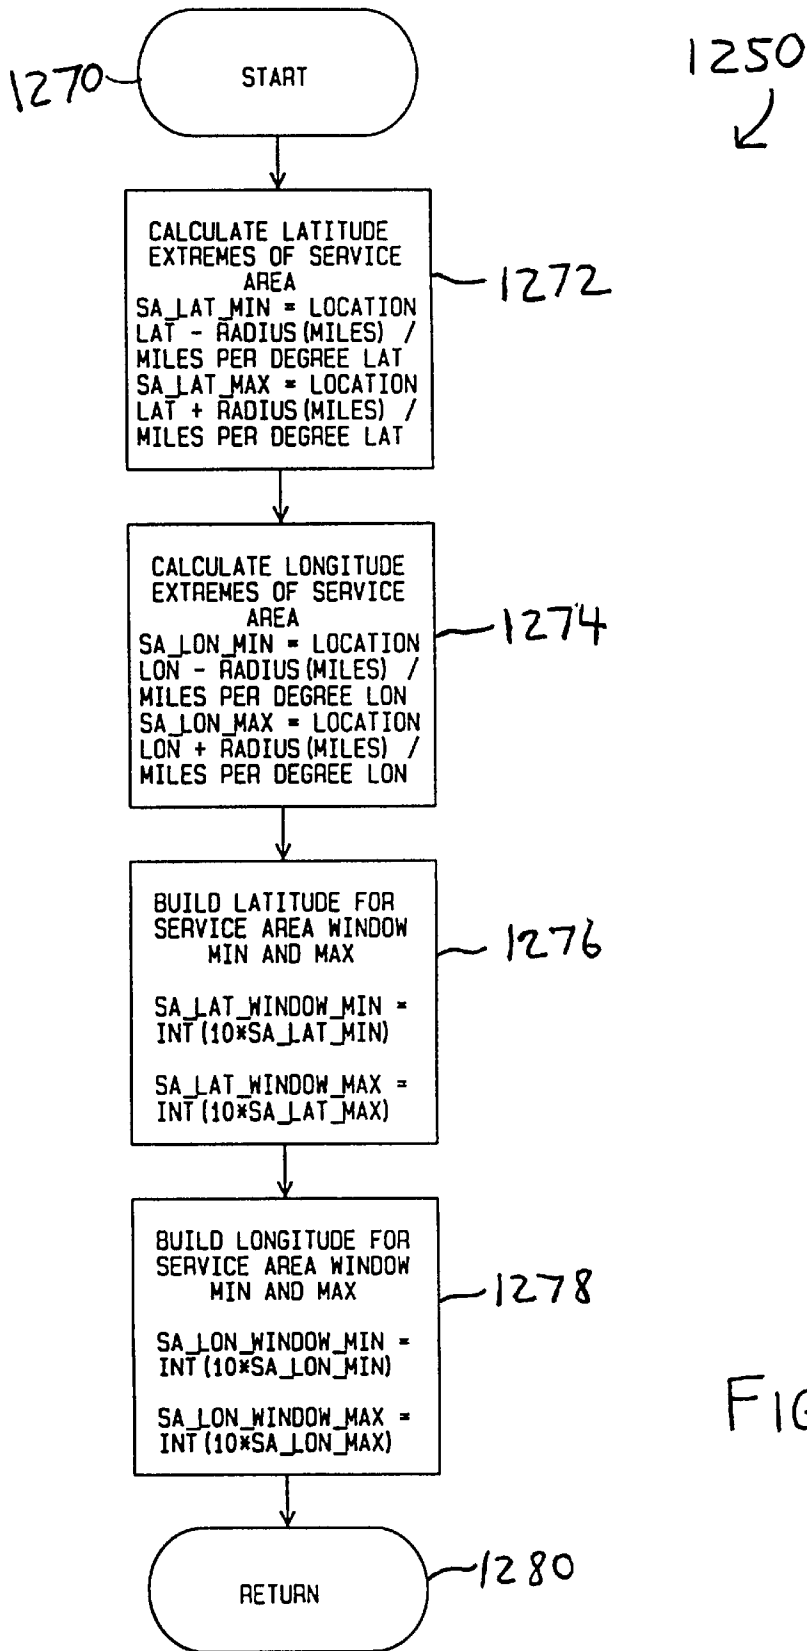 1270
START
1250
CALCULATE LATITUDE
EXTREMES OF SERVICE
AREA
SA_LAT_MIN = LOCATION
LAT - RADIUS(MILES) /
MILES PER DEGREE LAT
SA_LAT_MAX = LOCATION
LAT + RADIUS(MILES) /
MILES PER DEGREE LAT
1272
CALCULATE LONGITUDE
EXTREMES OF SERVICE
AREA
SA_LON_MIN = LOCATION
LON - RADIUS(MILES) /
MILES PER DEGREE LON
SA_LON_MAX = LOCATION
LON + RADIUS(MILES) /
MILES PER DEGREE LON
1274
BUILD LATITUDE FOR
SERVICE AREA WINDOW
MIN AND MAX
SA_LAT_WINDOW_MIN =
INT(10*SA_LAT_MIN)
SA_LAT_WINDOW_MAX =
INT(10*SA_LAT_MAX)
1276
BUILD LONGITUDE FOR
SERVICE AREA WINDOW
MIN AND MAX
SA_LON_WINDOW_MIN =
INT(10*SA_LON_MIN)
SA_LON_WINDOW_MAX =
INT(10*SA_LON_MAX)
1278
RETURN
1280